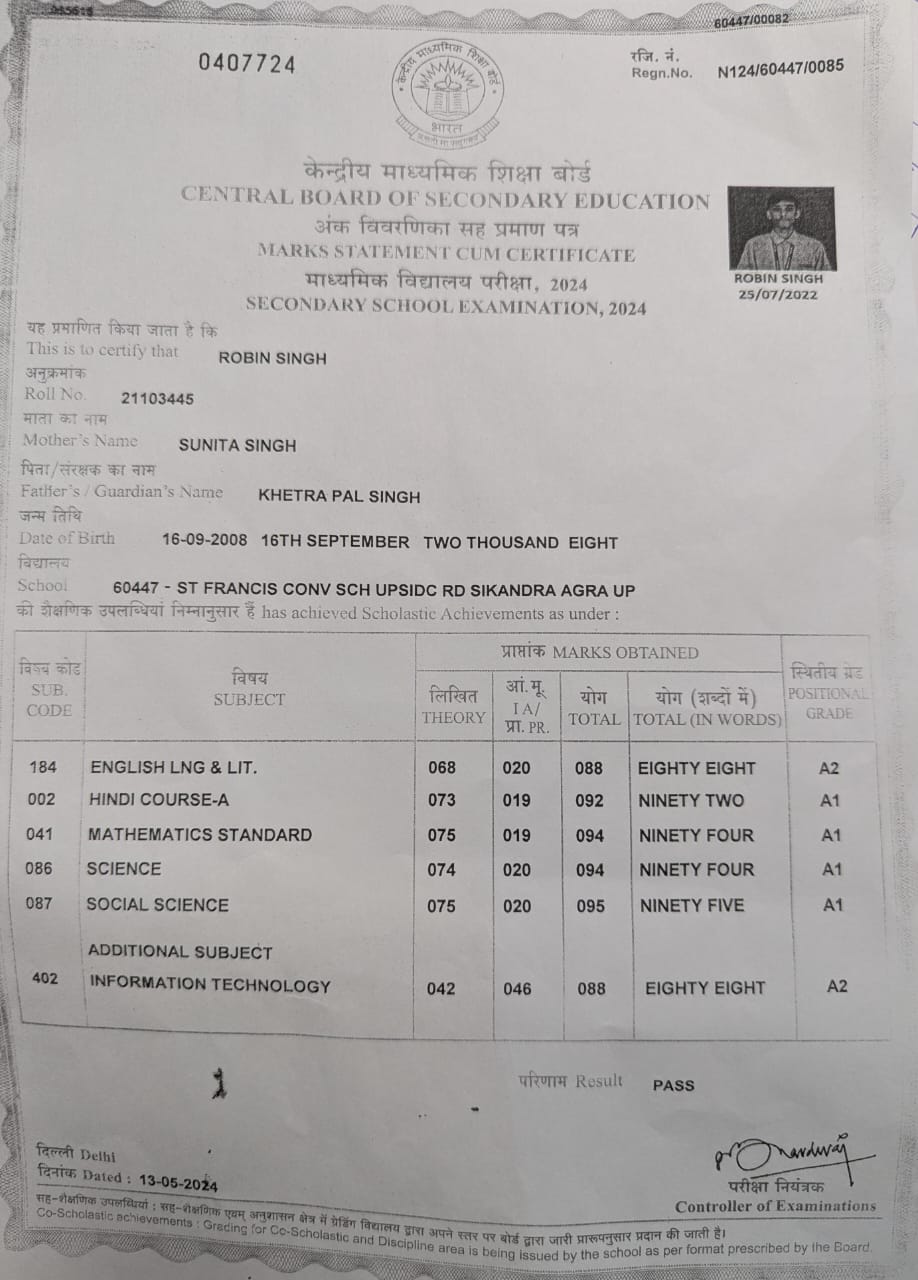 60447/00082
0407724
रजि. नं.
Regn.No. N124/60447/0085
केन्द्रीय माध्यमिक शिक्षा बोर्ड
भारत
केन्द्रीय माध्यमिक शिक्षा बोर्ड
CENTRAL BOARD OF SECONDARY EDUCATION
अंक विवरणिका सह प्रमाण पत्र
MARKS STATEMENT CUM CERTIFICATE
माध्यमिक विद्यालय परीक्षा, 2024
SECONDARY SCHOOL EXAMINATION, 2024
ROBIN SINGH
25/07/2022
यह प्रमाणित किया जाता है कि
This is to certify that ROBIN SINGH
अनुक्रमांक
Roll No. 21103445
माता का नाम
Mother's Name SUNITA SINGH
पिता/संरक्षक का नाम
Father's / Guardian's Name KHETRA PAL SINGH
जन्म तिथि
Date of Birth 16-09-2008 16TH SEPTEMBER TWO THOUSAND EIGHT
विद्यालय
School 60447 - ST FRANCIS CONV SCH UPSIDC RD SIKANDRA AGRA UP
की शैक्षणिक उपलब्धियां निम्नानुसार हैं has achieved Scholastic Achievements as under :
विषय कोड SUB. CODE
विषय SUBJECT
प्राप्तांक MARKS OBTAINED
लिखित THEORY
आं.मू. I A/ प्रा. PR.
योग TOTAL
योग (शब्दों में) TOTAL (IN WORDS)
स्थितीय ग्रेड POSITIONAL GRADE
184 ENGLISH LNG & LIT. 068 020 088 EIGHTY EIGHT A2
002 HINDI COURSE-A 073 019 092 NINETY TWO A1
041 MATHEMATICS STANDARD 075 019 094 NINETY FOUR A1
086 SCIENCE 074 020 094 NINETY FOUR A1
087 SOCIAL SCIENCE 075 020 095 NINETY FIVE A1
ADDITIONAL SUBJECT
402 INFORMATION TECHNOLOGY 042 046 088 EIGHTY EIGHT A2
1
परिणाम Result PASS
दिल्ली Delhi
दिनांक Dated : 13-05-2024
परीक्षा नियंत्रक
Controller of Examinations
सह-शैक्षणिक उपलब्धियां : सह-शैक्षणिक एवम् अनुशासन क्षेत्र में ग्रेडिंग विद्यालय द्वारा अपने स्तर पर बोर्ड द्वारा जारी प्रारूपनुसार प्रदान की जाती है।
Co-Scholastic achievements : Grading for Co-Scholastic and Discipline area is being issued by the school as per format prescribed by the Board.